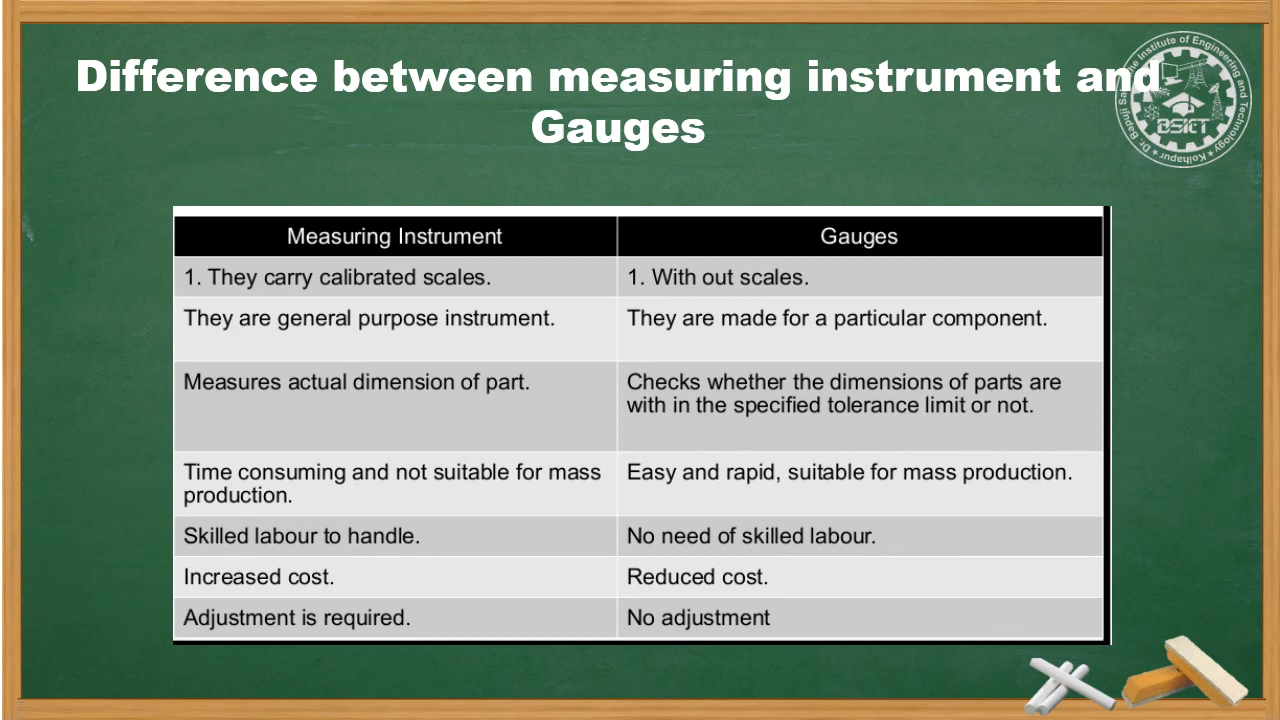 Difference between measuring instrument and
Gauges
BSIET
Measuring Instrument Gauges
1. They carry calibrated scales. 1. With out scales.
They are general purpose instrument. They are made for a particular component.
Measures actual dimension of part. Checks whether the dimensions of parts are
with in the specified tolerance limit or not.
Time consuming and not suitable for mass Easy and rapid, suitable for mass production.
production.
Skilled labour to handle. No need of skilled labour.
Increased cost. Reduced cost.
Adjustment is required. No adjustment